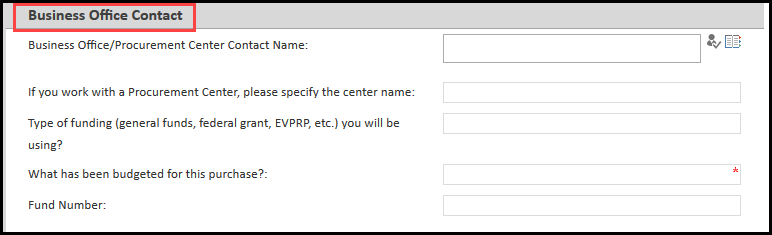 Business Office Contact
Business Office/Procurement Center Contact Name:
If you work with a Procurement Center, please specify the center name:
Type of funding (general funds, federal grant, EVPRP, etc.) you will be
using?
What has been budgeted for this purchase?:
*
Fund Number: